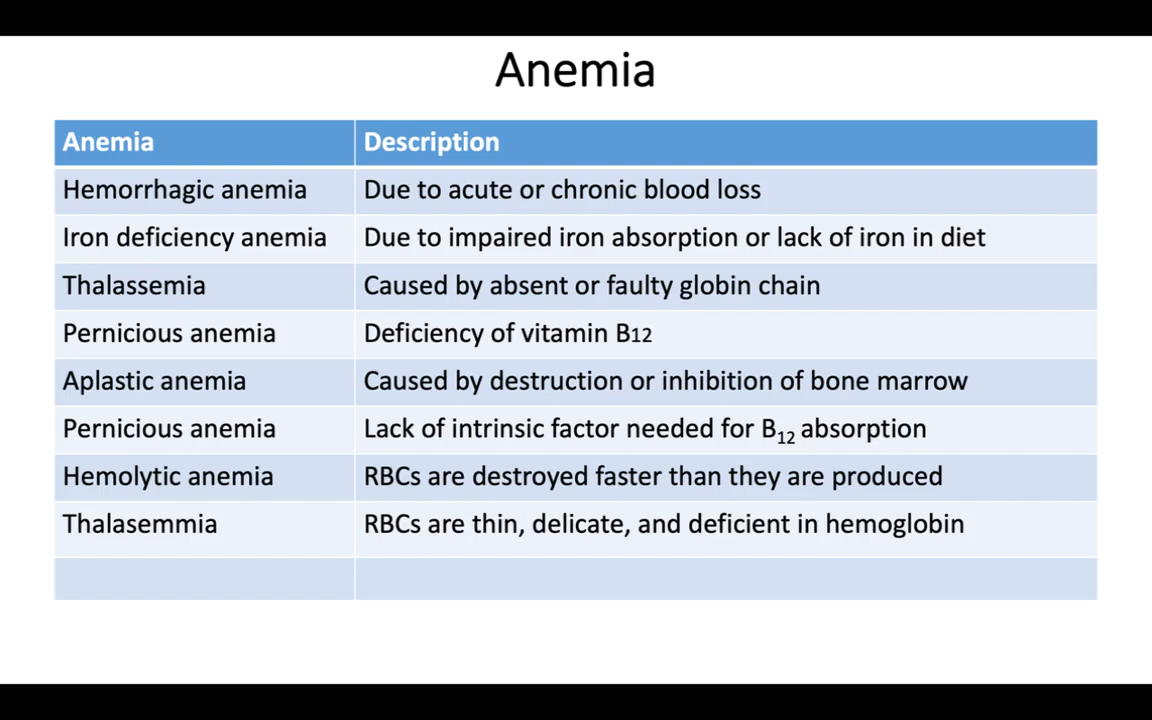 Anemia
Anemia Description
Hemorrhagic anemia Due to acute or chronic blood loss
Iron deficiency anemia Due to impaired iron absorption or lack of iron in diet
Thalassemia Caused by absent or faulty globin chain
Pernicious anemia Deficiency of vitamin B12
Aplastic anemia Caused by destruction or inhibition of bone marrow
Pernicious anemia Lack of intrinsic factor needed for B12 absorption
Hemolytic anemia RBCs are destroyed faster than they are produced
Thalasemmia RBCs are thin, delicate, and deficient in hemoglobin